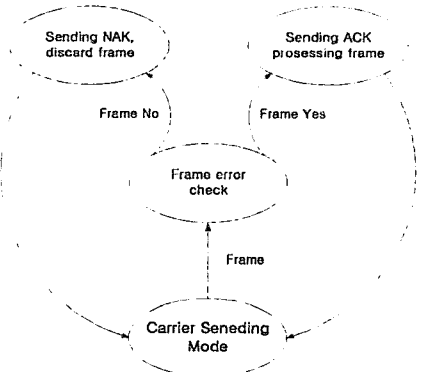 Sending NAK,
discard frame
Sending ACK
prosessing frame
Frame No
Frame Yes
Frame error
check
Frame
Carrier Seneding
Mode